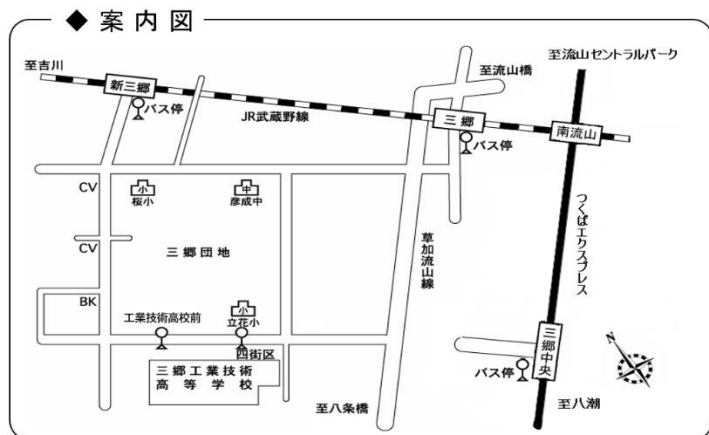 ◆ 案内図
至吉川
新三郷
バス停
JR武蔵野線
至流山橋
三郷
バス停
至流山セントラルパーク
南流山
つくばエクスプレス
CV
小
桜小
中
彦成中
CV
三郷団地
草加流山線
BK
工業技術高校前
小
立花小
四街区
三郷工業技術
高等学校
至八条橋
三郷中央
バス停
至八潮
N